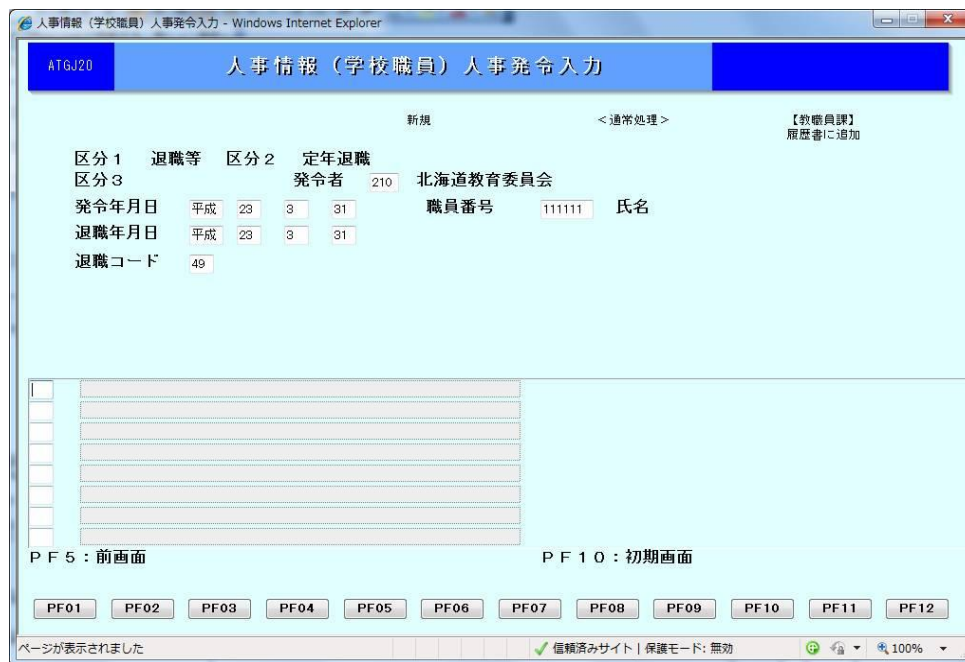 人事情報（学校職員）人事発令入力 - Windows Internet Explorer
ATGJ20 人事情報（学校職員）人事発令入力
新規 ＜通常処理＞ 【教職員課】
履歴書に追加
区分１ 退職等 区分２ 定年退職
区分３ 発令者 210 北海道教育委員会
発令年月日 平成 23 3 31 職員番号 111111 氏名
退職年月日 平成 23 3 31
退職コード 49
ＰＦ５：前画面 ＰＦ１０：初期画面
PF01 PF02 PF03 PF04 PF05 PF06 PF07 PF08 PF09 PF10 PF11 PF12
ページが表示されました 信頼済みサイト | 保護モード: 無効 100%